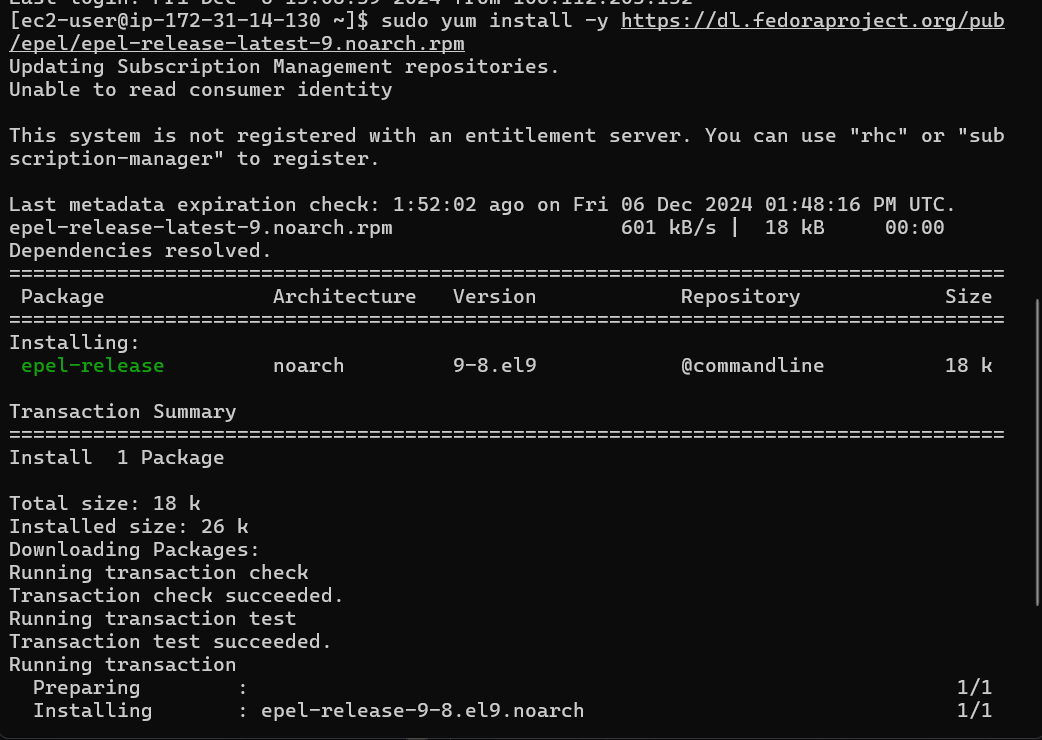 [ec2-user@ip-172-31-14-130 ~]$ sudo yum install -y https://dl.fedoraproject.org/pub
/epel/epel-release-latest-9.noarch.rpm
Updating Subscription Management repositories.
Unable to read consumer identity
This system is not registered with an entitlement server. You can use "rhc" or "sub
scription-manager" to register.
Last metadata expiration check: 1:52:02 ago on Fri 06 Dec 2024 01:48:16 PM UTC.
epel-release-latest-9.noarch.rpm                   601 kB/s |  18 kB     00:00
Dependencies resolved.
===================================================================================
 Package              Architecture   Version            Repository            Size
===================================================================================
Installing:
 epel-release         noarch         9-8.el9            @commandline          18 k
Transaction Summary
===================================================================================
Install  1 Package
Total size: 18 k
Installed size: 26 k
Downloading Packages:
Running transaction check
Transaction check succeeded.
Running transaction test
Transaction test succeeded.
Running transaction
  Preparing        :                                                           1/1
  Installing       : epel-release-9-8.el9.noarch                               1/1